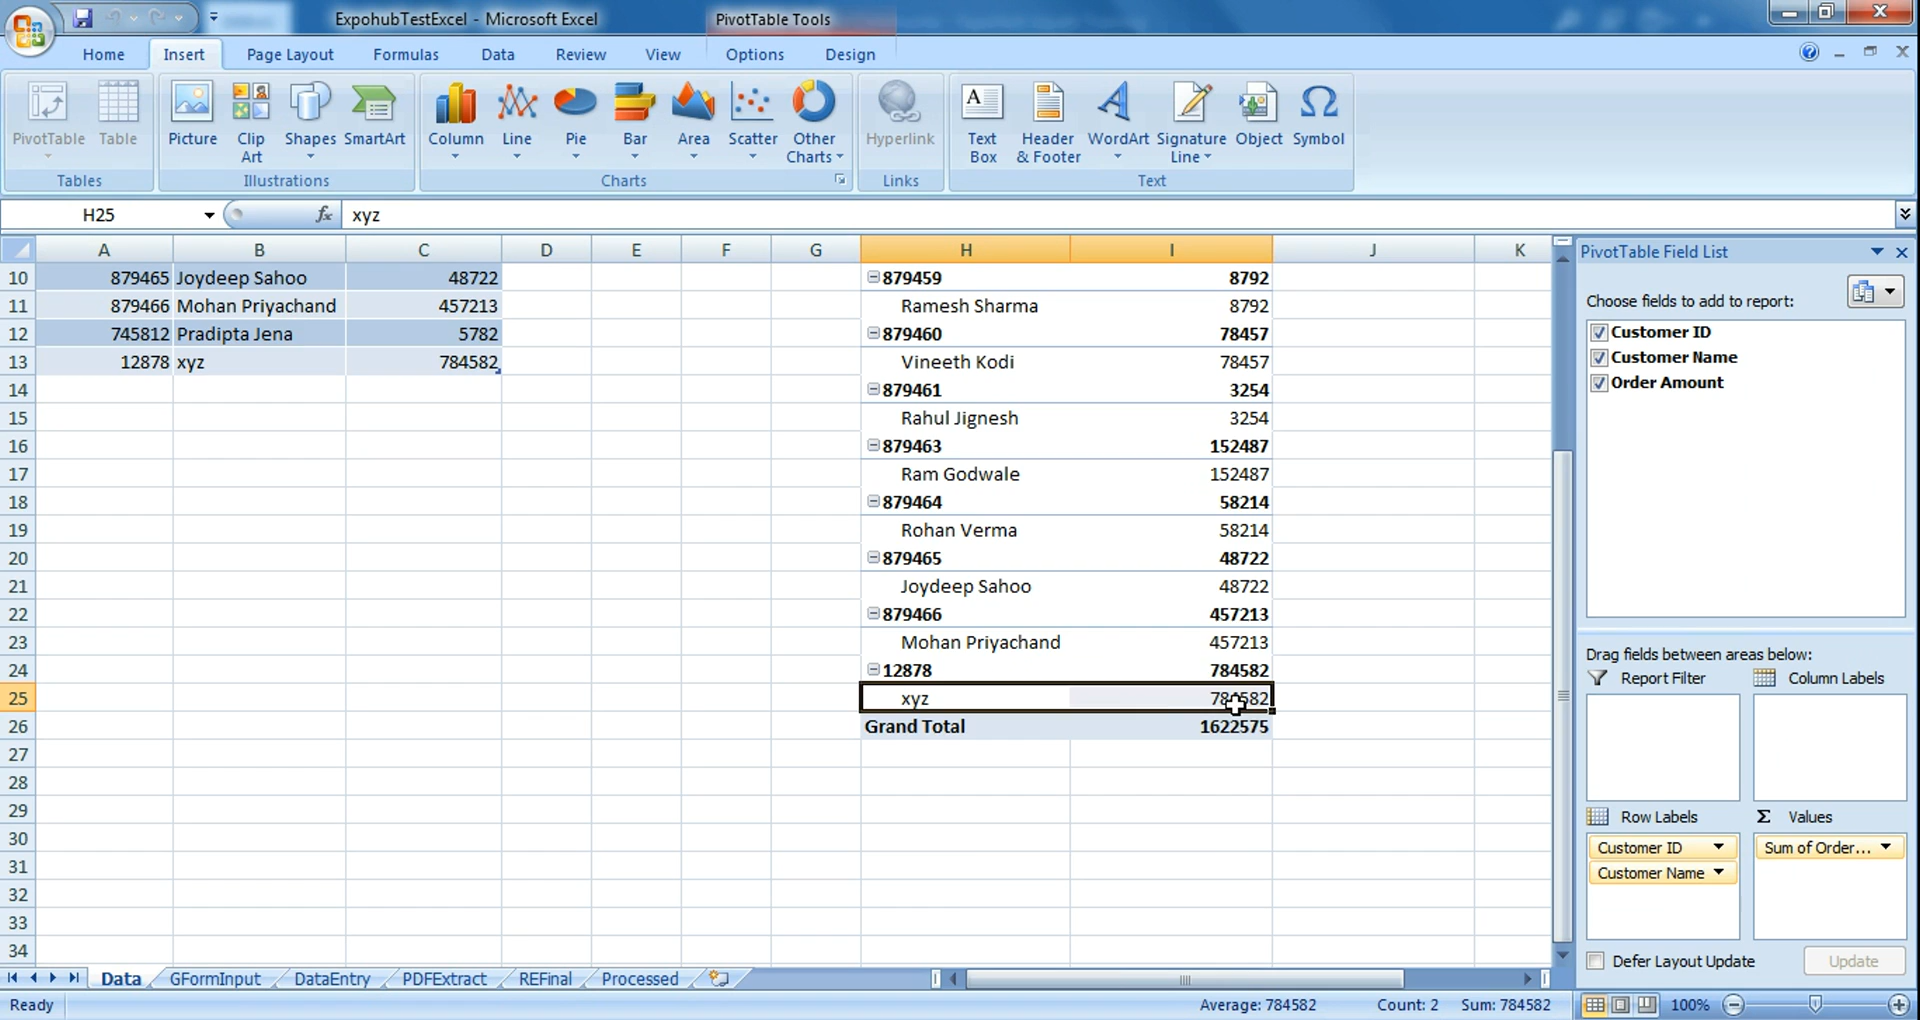 ExpohubTestExcel - Microsoft Excel
PivotTable Tools
Home Insert Page Layout Formulas Data Review View Options Design
PivotTable Table Picture Clip Art Shapes SmartArt Column Line Pie Bar Area Scatter Other Charts Hyperlink Text Box Header & Footer WordArt Signature Line Object Symbol
Tables Illustrations Charts Links Text
H25 fx xyz
A B C D E F G H I J K
10 879465 Joydeep Sahoo 48722 879459 8792
11 879466 Mohan Priyachand 457213 Ramesh Sharma 8792
12 745812 Pradipta Jena 5782 879460 78457
13 12878 xyz 784582 Vineeth Kodi 78457
14 879461 3254
15 Rahul Jignesh 3254
16 879463 152487
17 Ram Godwale 152487
18 879464 58214
19 Rohan Verma 58214
20 879465 48722
21 Joydeep Sahoo 48722
22 879466 457213
23 Mohan Priyachand 457213
24 12878 784582
25 xyz 784582
26 Grand Total 1622575
27
28
29
30
31
32
33
34
PivotTable Field List
Choose fields to add to report:
Customer ID
Customer Name
Order Amount
Drag fields between areas below:
Report Filter Column Labels
Row Labels Σ Values
Customer ID Sum of Order...
Customer Name
Defer Layout Update Update
Data GFormInput DataEntry PDFExtract REFinal Processed
Ready Average: 784582 Count: 2 Sum: 784582 100%